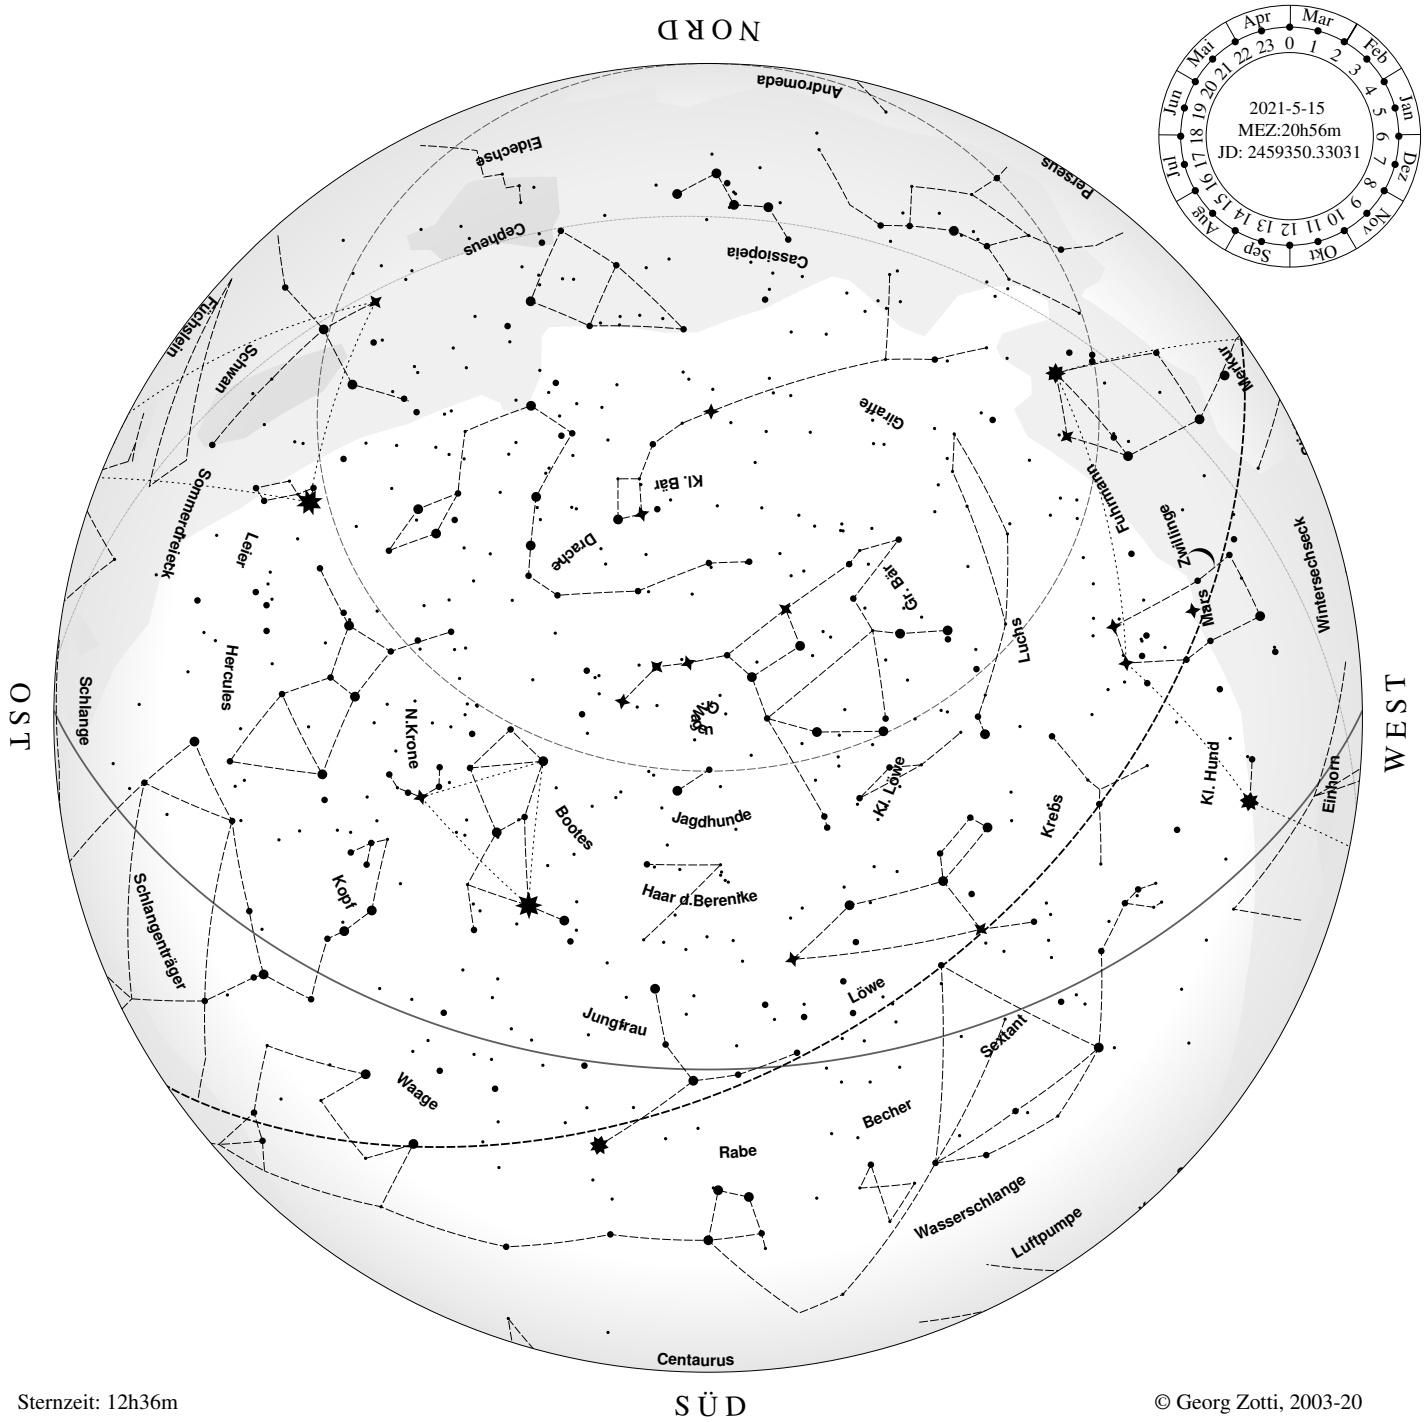 NORD
Apr
Mar
Mai
Feb
Jun
Jan
Jul
Dez
Aug
Nov
Sep
Okt
0 1 2 3 4 5 6 7 8 9 10 11 12 13 14 15 16 17 18 19 20 21 22 23
2021-5-15
MEZ:20h56m
JD: 2459350.33031
Andromeda
Eidechse
Perseus
Cepheus
Cassiopeia
Füchslein
Schwan
Merkur
Giraffe
Kl. Bär
Sommerdreieck
Fuhrmann
Leier
Drache
Zwillinge
Wintersechseck
Gr. Bär
Mars
Luchs
Hercules
Schlange
OST
WEST
N.Krone
Gr. Wagen
Kl. Löwe
Kl. Hund
Einhorn
Bootes
Jagdhunde
Krebs
Kopf
Haar d.Berenike
Schlangenträger
Löwe
Jungfrau
Sextant
Waage
Becher
Rabe
Wasserschlange
Luftpumpe
Centaurus
SÜD
Sternzeit: 12h36m
© Georg Zotti, 2003-20